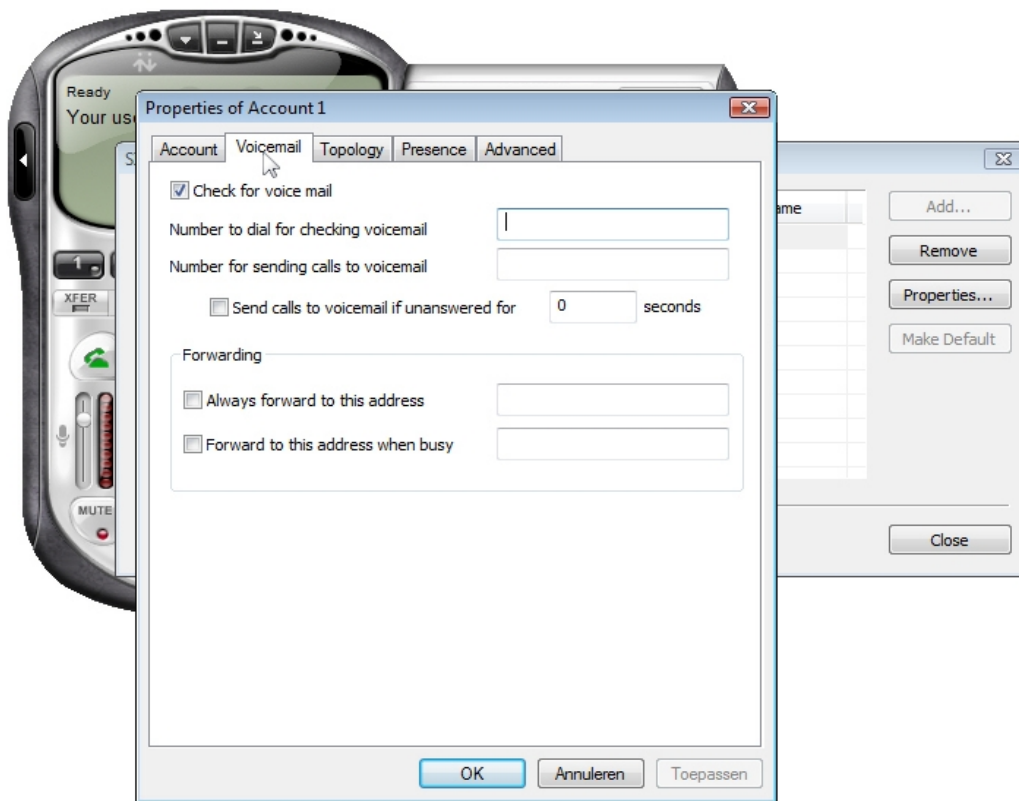 Ready
Your use
Properties of Account 1
Account Voicemail Topology Presence Advanced
Check for voice mail
Number to dial for checking voicemail
Number for sending calls to voicemail
Send calls to voicemail if unanswered for 0 seconds
Forwarding
Always forward to this address
Forward to this address when busy
OK Annuleren Toepassen
ame
Add...
Remove
Properties...
Make Default
Close
1
XFER
MUTE